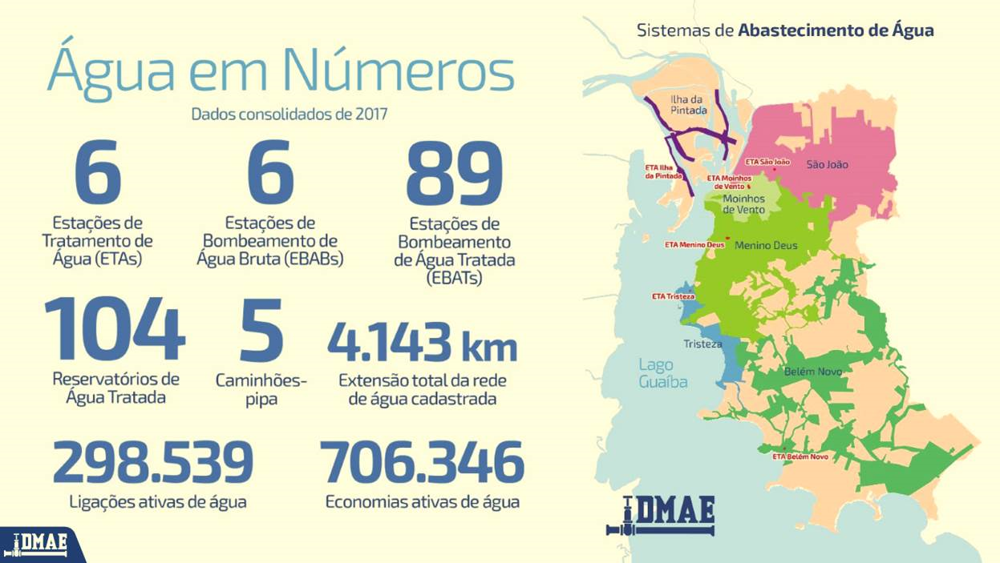 Água em Números
Dados consolidados de 2017
6
Estações de
Tratamento de
Água (ETAs)
6
Estações de
Bombeamento de
Água Bruta (EBABs)
89
Estações de
Bombeamento
de Água Tratada
(EBATs)
104
Reservatórios de
Água Tratada
5
Caminhões-
pipa
4.143 km
Extensão total da rede
de água cadastrada
298.539
Ligações ativas de água
706.346
Economias ativas de água
DMAE
Sistemas de Abastecimento de Água
Ilha da
Pintada
ETA Ilha
da Pintada
ETA São João
São João
ETA Moinhos
de Vento
Moinhos
de Vento
ETA Menino Deus
Menino Deus
ETA Tristeza
Tristeza
Lago
Guaíba
Belém Novo
ETA Belém Novo
DMAE